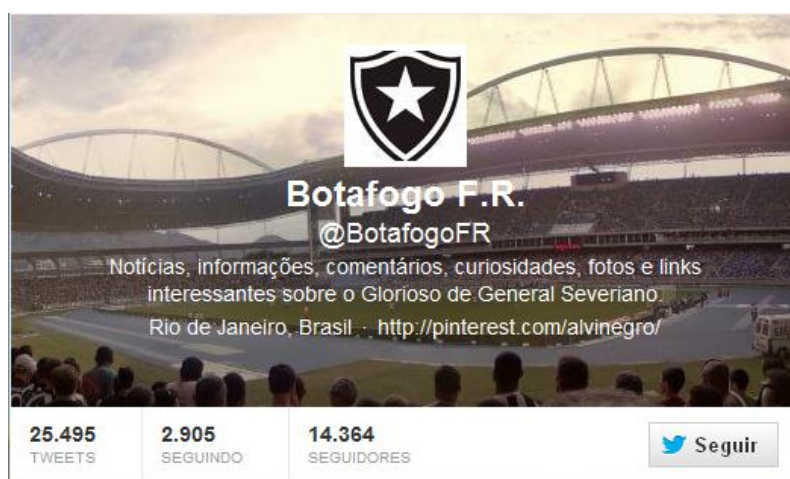 Botafogo F.R.
@BotafogoFR
Notícias, informações, comentários, curiosidades, fotos e links
interessantes sobre o Glorioso de General Severiano.
Rio de Janeiro, Brasil · http://pinterest.com/alvinegro/
25.495
2.905
14.364
TWEETS
SEGUINDO
SEGUIDORES
Seguir